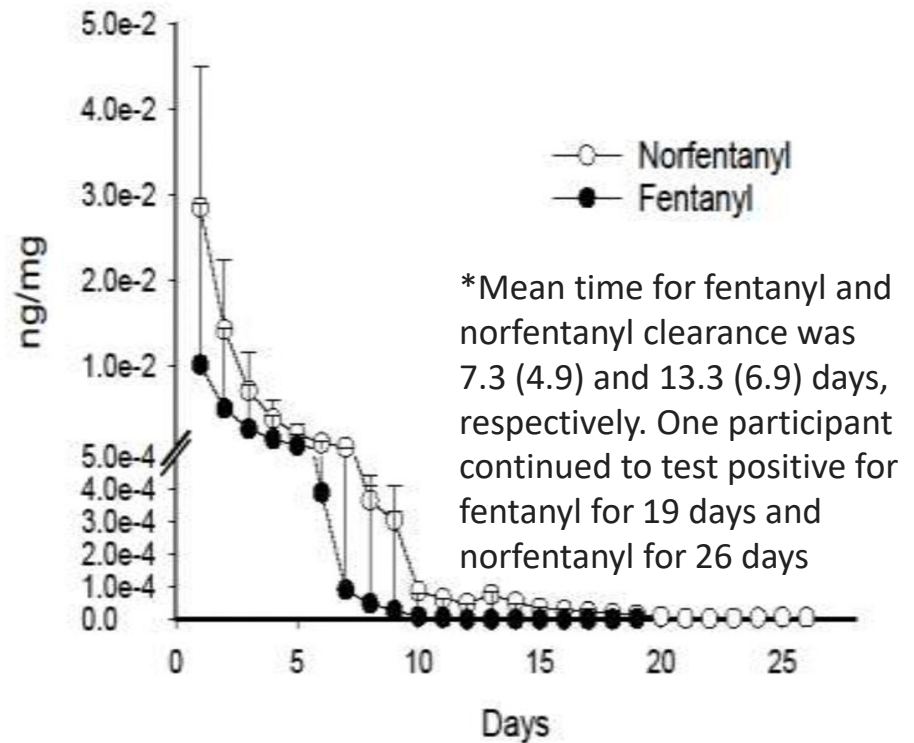 5.0e-2
4.0e-2
3.0e-2
2.0e-2
1.0e-2
5.0e-4
4.0e-4
3.0e-4
2.0e-4
1.0e-4
0.0
ng/mg
Norfentanyl
Fentanyl
*Mean time for fentanyl and
norfentanyl clearance was
7.3 (4.9) and 13.3 (6.9) days,
respectively. One participant
continued to test positive for
fentanyl for 19 days and
norfentanyl for 26 days
0 5 10 15 20 25
Days